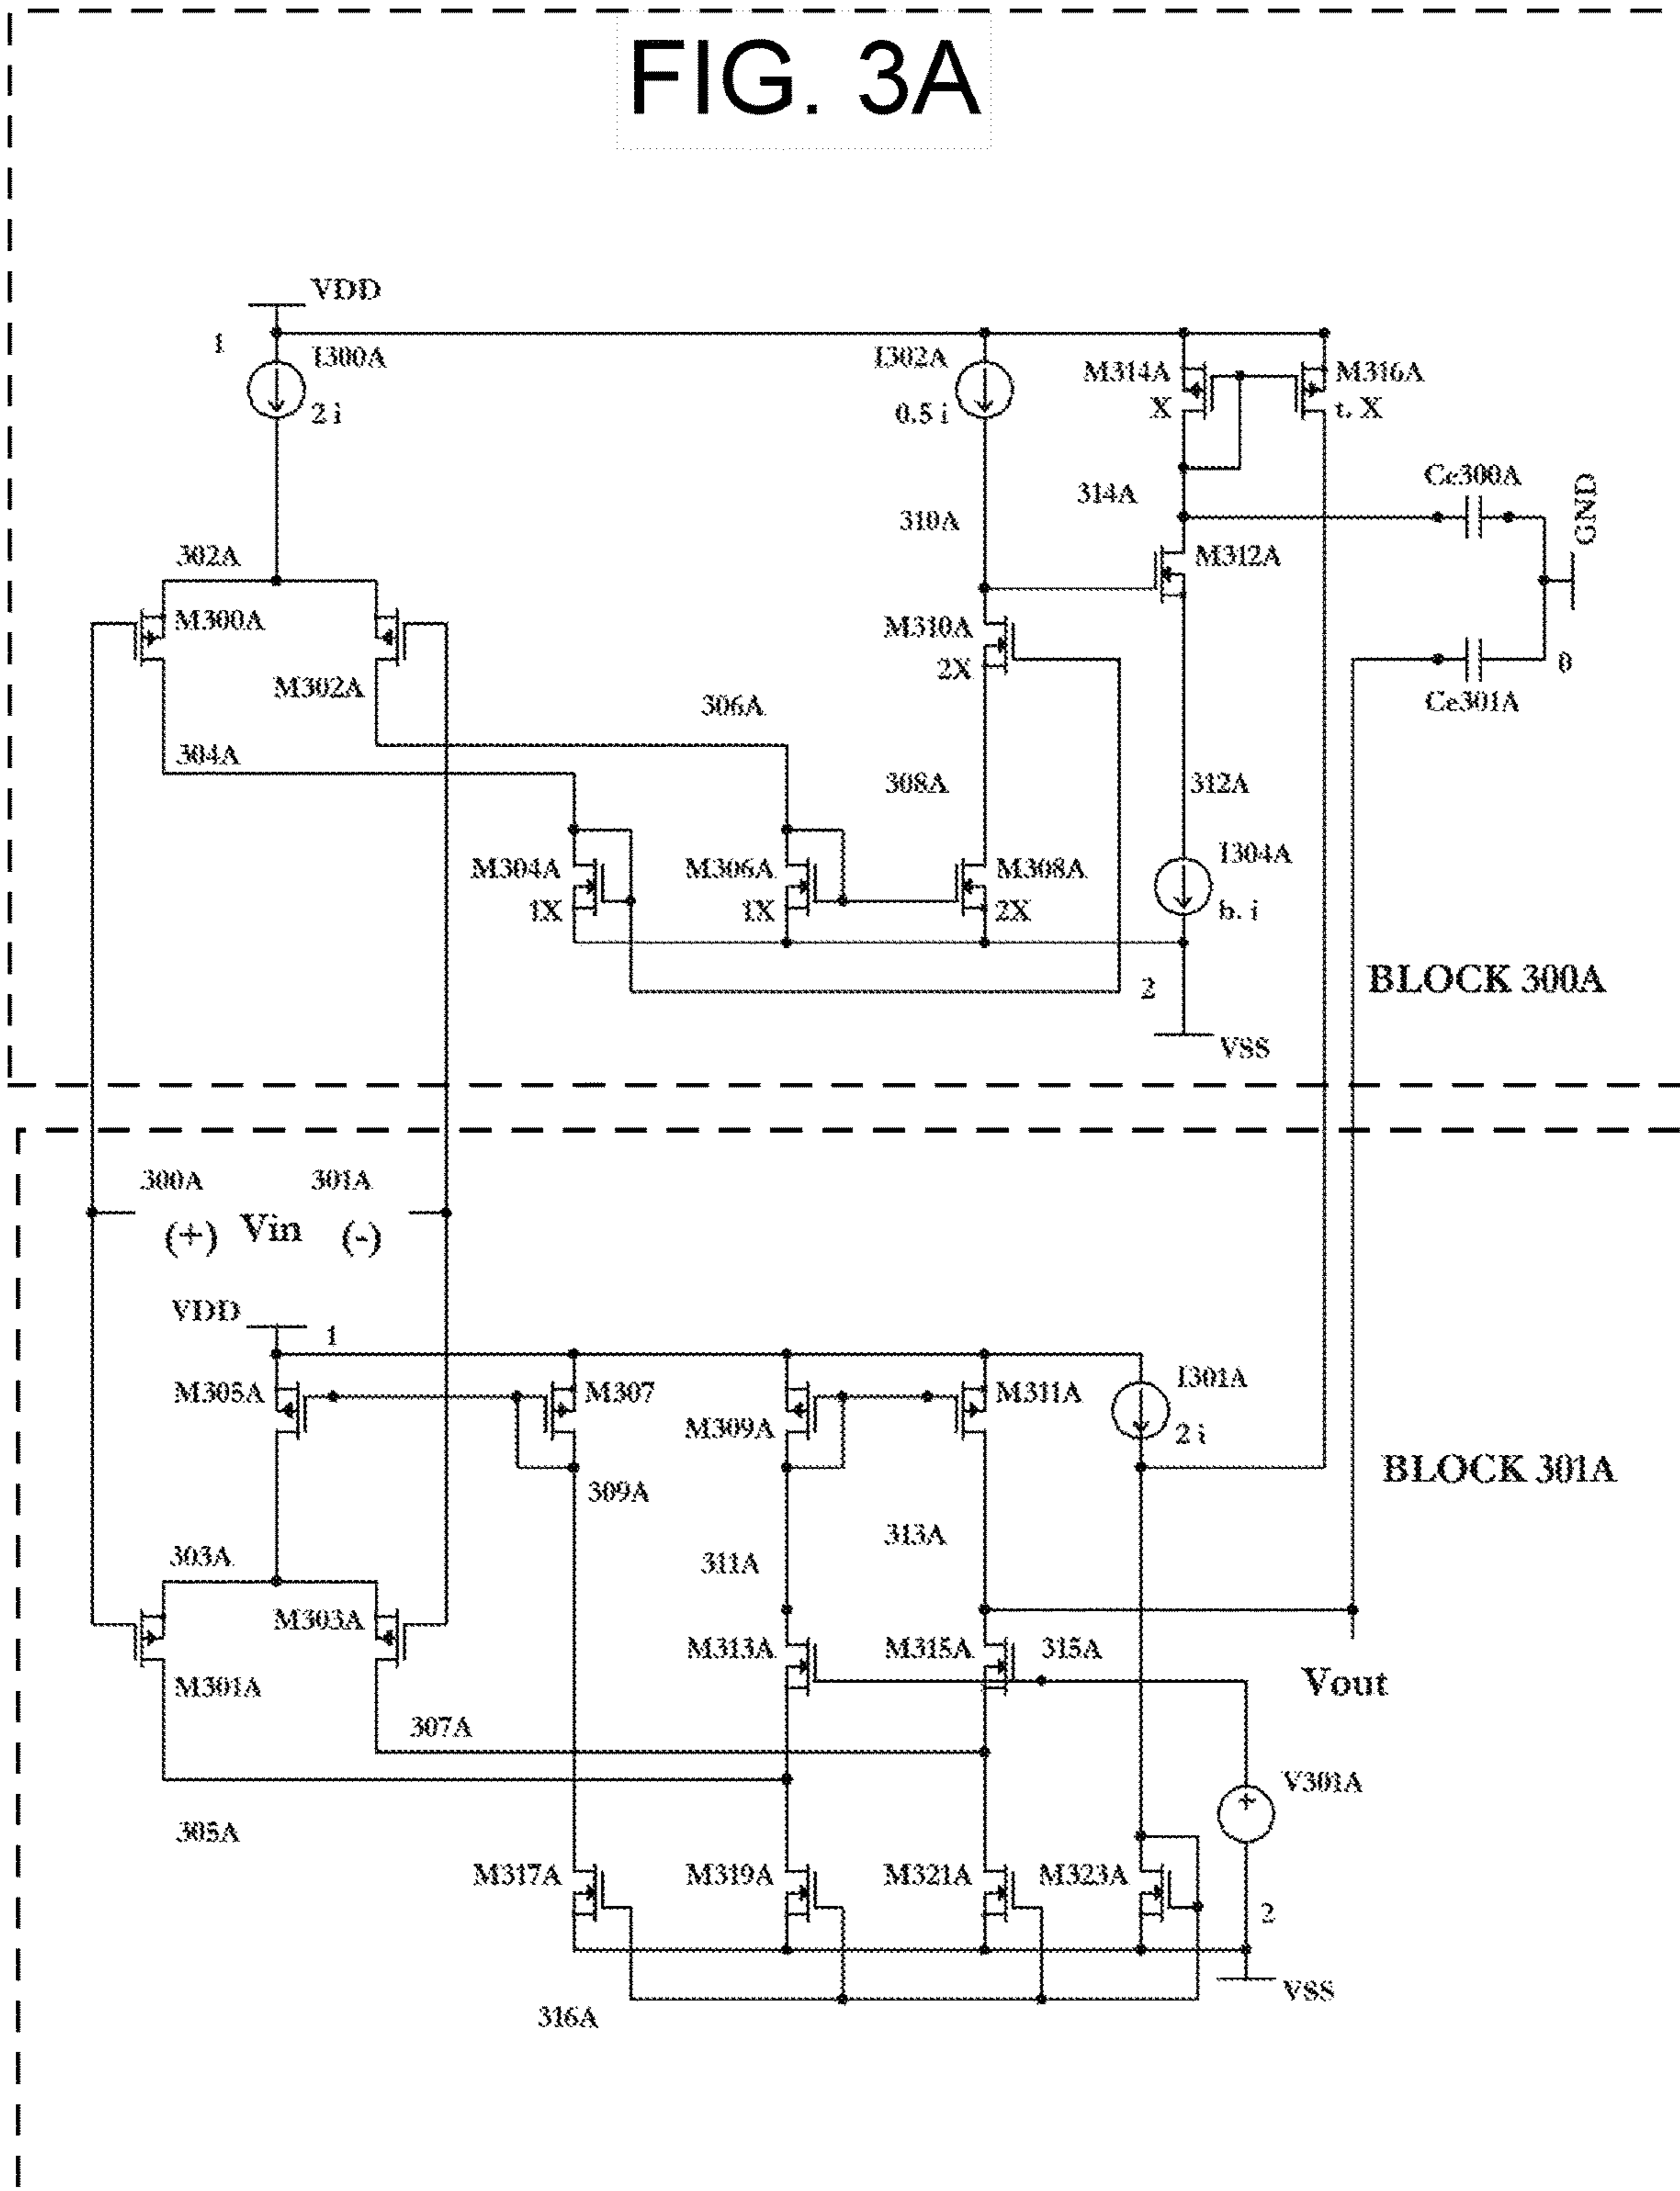 FIG. 3A
VDD
1
I300A
2 i
I302A
0.5 i
M314A
X
M316A
t. X
Cc300A
GND
314A
310A
302A
M312A
M300A
M310A
2X
M302A
0
Ce301A
306A
304A
308A
312A
M304A
1X
M306A
1X
M308A
2X
I304A
b. i
2
BLOCK 300A
VSS
300A
301A
(+) Vin (-)
VDD
1
M305A
M307
M309A
M311A
I301A
2 i
BLOCK 301A
309A
313A
311A
303A
M303A
M301A
M313A
M315A
315A
Vout
307A
V301A
305A
M317A
M319A
M321A
M323A
2
VSS
316A